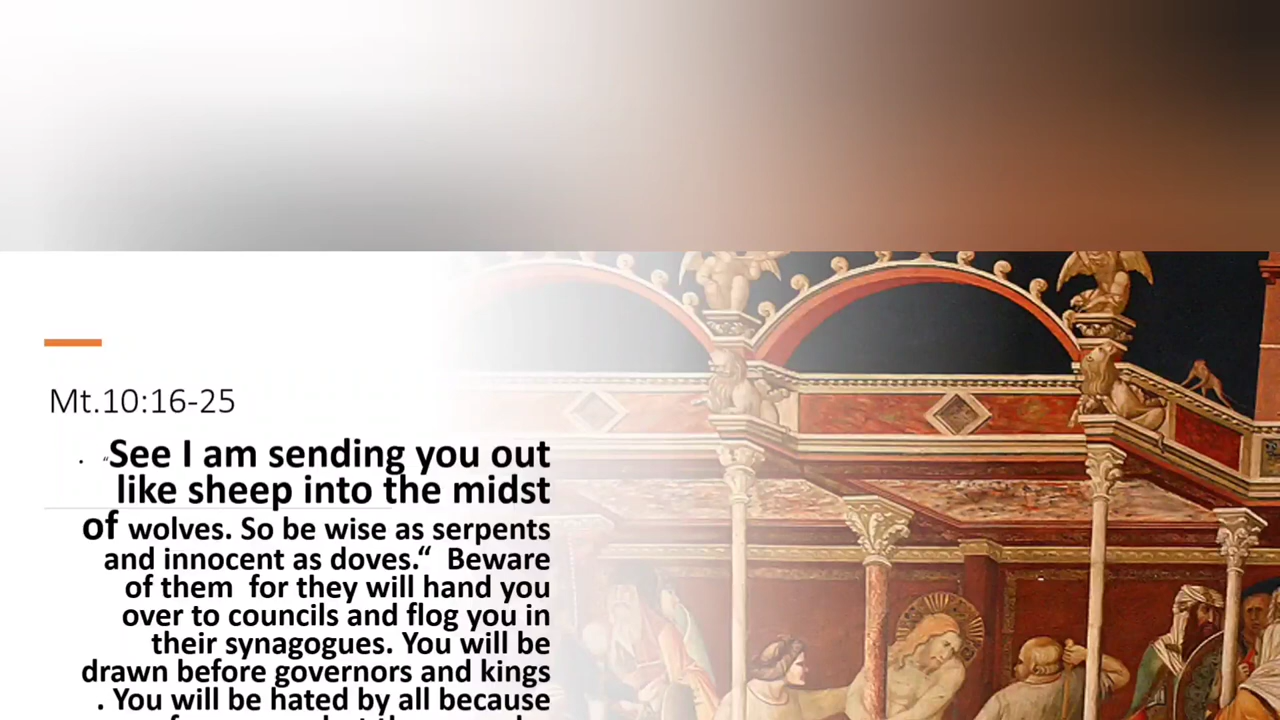 Mt.10:16-25
· “See I am sending you out
like sheep into the midst
of wolves. So be wise as serpents
and innocent as doves.“ Beware
of them for they will hand you
over to councils and flog you in
their synagogues. You will be
drawn before governors and kings
. You will be hated by all because